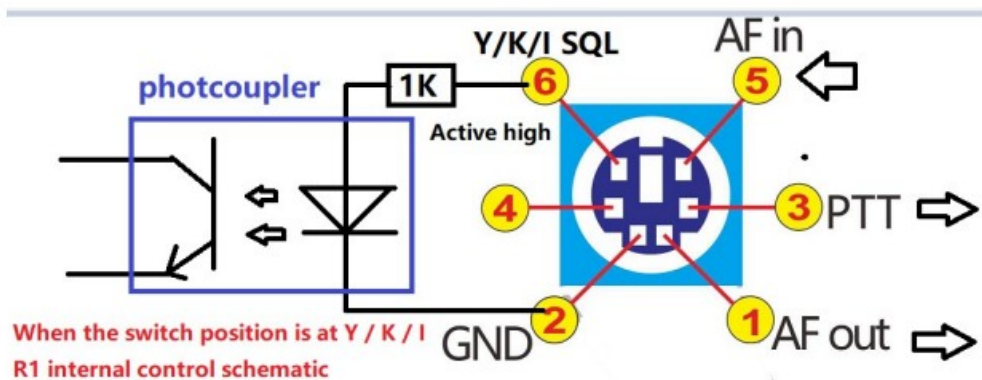 Y/K/I SQL
AF in
6
5
1K
photcoupler
Active high
4
3
PTT
GND
2
1
AF out
When the switch position is at Y / K / I
R1 internal control schematic